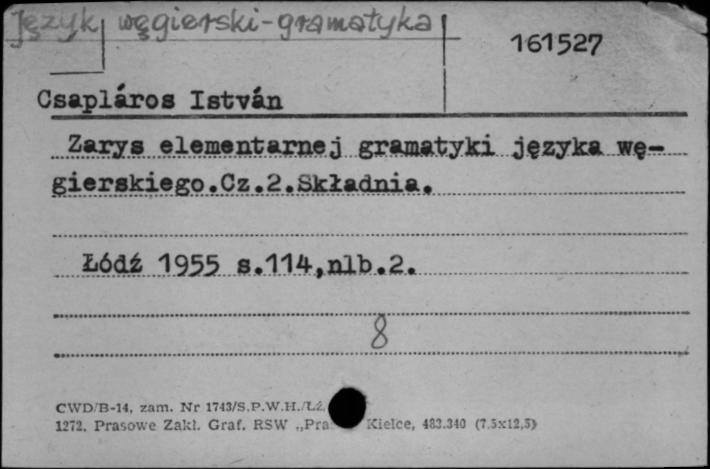 Język węgierski-gramatyka
161527
Csapláros István
Zarys elementarnej gramatyki języka wę-
gierskiego.Cz.2.Składnia.
Łódź 1955 s.114,nlb.2.
8
CWD/B-14, zam. Nr 1743/S.P.W.H./Łź.
1272. Prasowe Zakł. Graf. RSW „Pra Kielce, 483.340 (7,5x12,5)